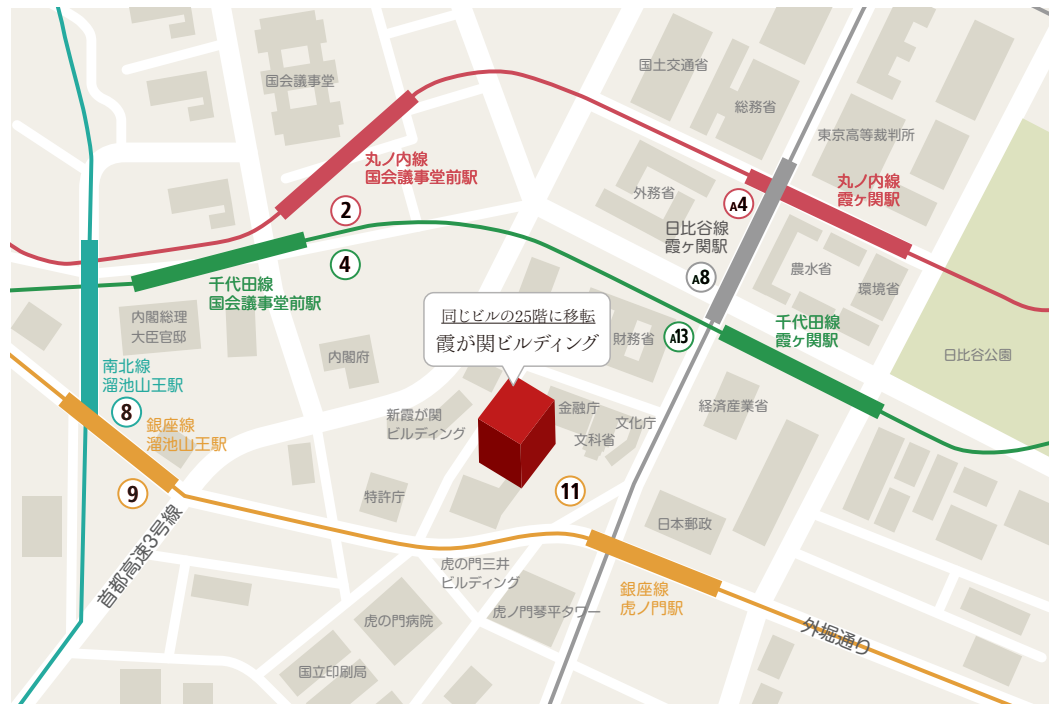 国会議事堂
国土交通省
総務省
東京高等裁判所
丸ノ内線
国会議事堂前駅
外務省
丸ノ内線
霞ヶ関駅
2
A4
日比谷線
霞ヶ関駅
4
A8
農水省
環境省
千代田線
国会議事堂前駅
内閣総理
大臣官邸
同じビルの25階に移転
霞が関ビルディング
財務省
A13
千代田線
霞ヶ関駅
日比谷公園
内閣府
南北線
溜池山王駅
8
銀座線
溜池山王駅
新霞が関
ビルディング
金融庁
文化庁
文科省
経済産業省
9
特許庁
11
日本郵政
首都高速3号線
虎の門三井
ビルディング
銀座線
虎ノ門駅
虎の門病院
虎ノ門琴平タワー
外堀通り
国立印刷局